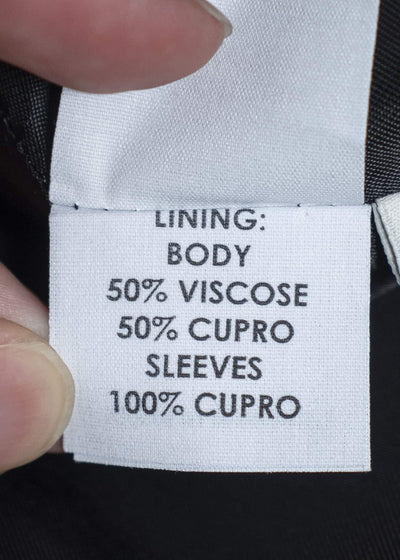 LINING:
BODY
50% VISCOSE
50% CUPRO
SLEEVES
100% CUPRO